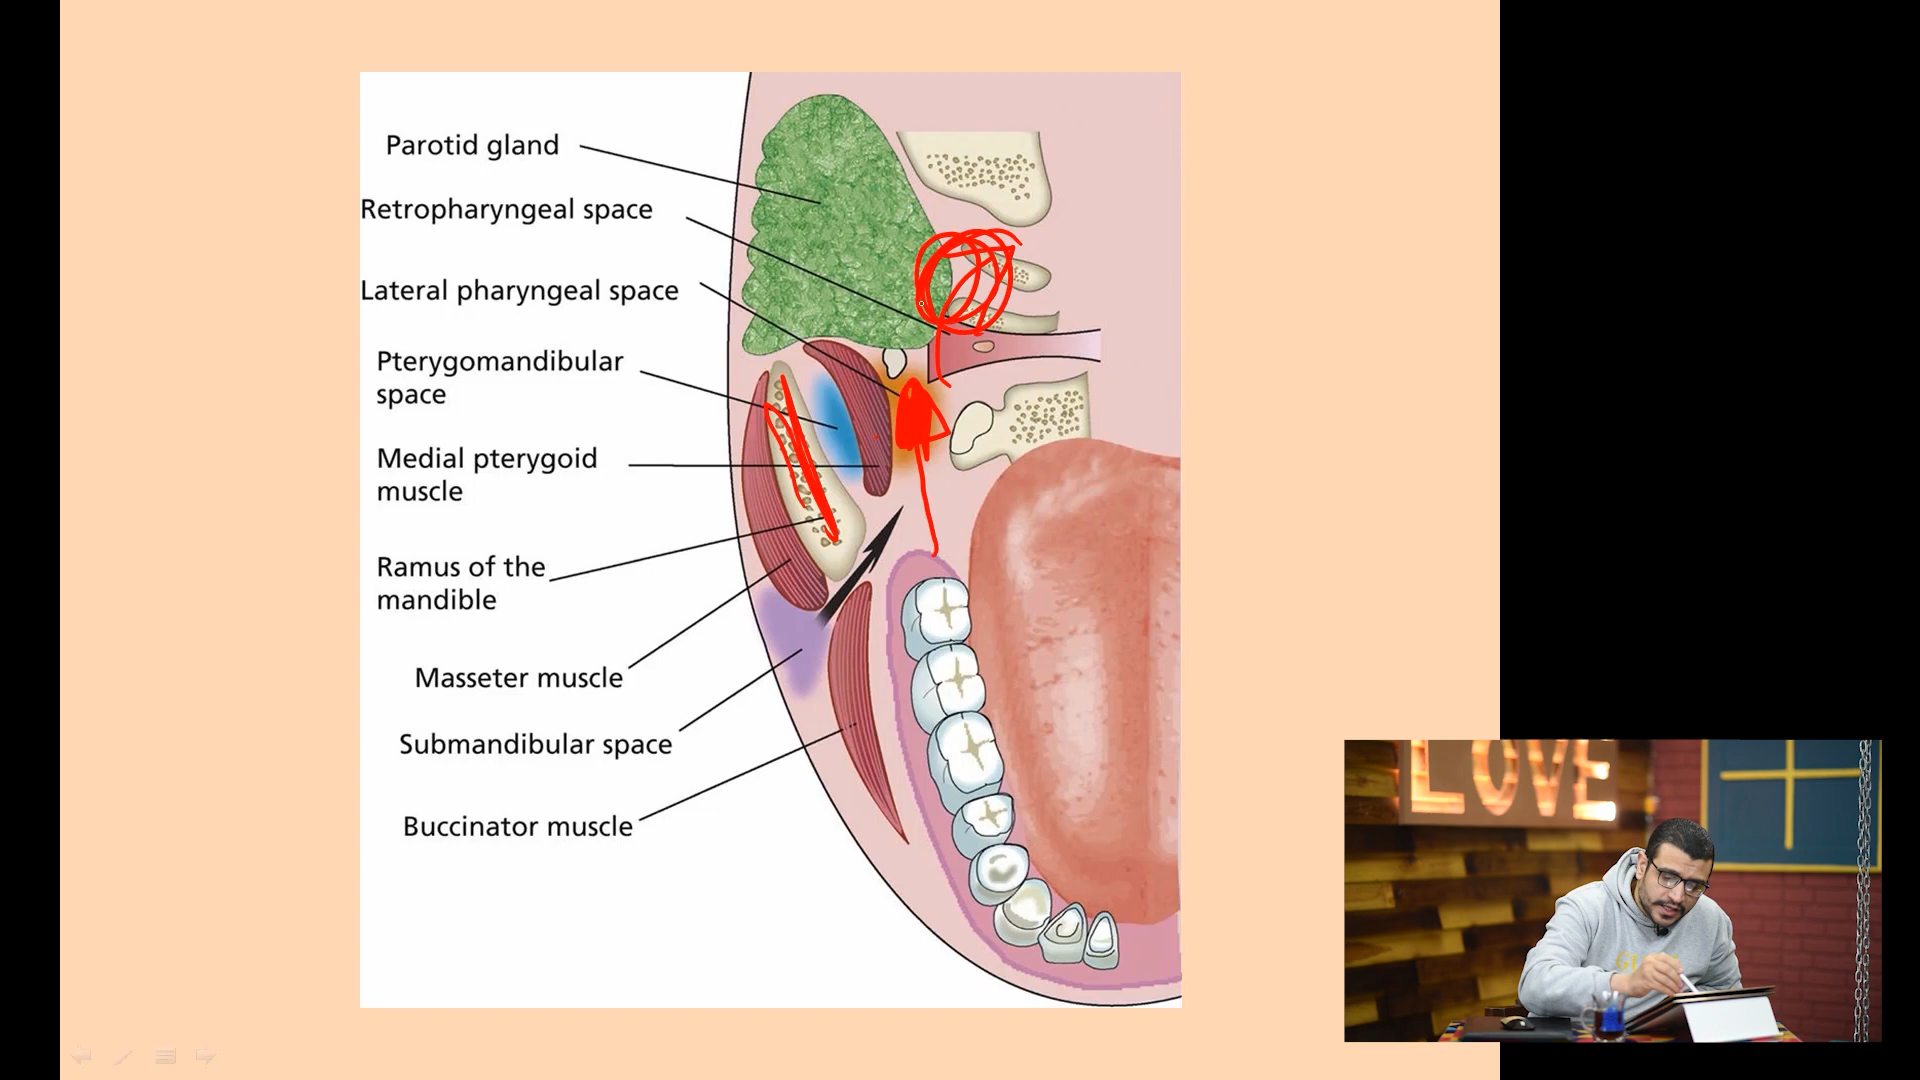 Parotid gland
Retropharyngeal space
Lateral pharyngeal space
Pterygomandibular
space
Medial pterygoid
muscle
Ramus of the
mandible
Masseter muscle
Submandibular space
Buccinator muscle
LOVE